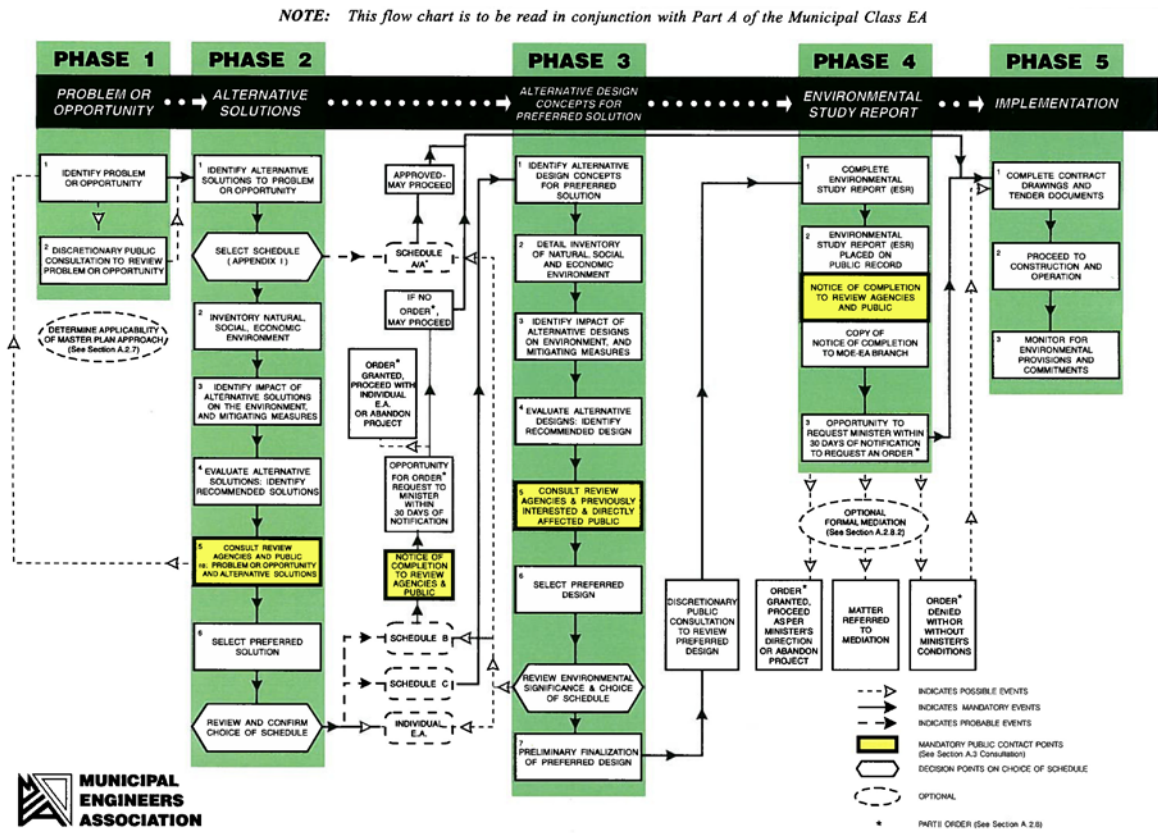 NOTE: This flow chart is to be read in conjunction with Part A of the Municipal Class EA
PHASE 1
PROBLEM OR
OPPORTUNITY
PHASE 2
ALTERNATIVE
SOLUTIONS
PHASE 3
ALTERNATIVE DESIGN
CONCEPTS FOR
PREFERRED SOLUTION
PHASE 4
ENVIRONMENTAL
STUDY REPORT
PHASE 5
IMPLEMENTATION
1
IDENTIFY PROBLEM
OR OPPORTUNITY
2
DISCRETIONARY PUBLIC
CONSULTATION TO REVIEW
PROBLEM OR OPPORTUNITY
DETERMINE APPLICABILITY
OF MASTER PLAN APPROACH
(See Section A.2.7)
1
IDENTIFY ALTERNATIVE
SOLUTIONS TO PROBLEM
OR OPPORTUNITY
SELECT SCHEDULE
(APPENDIX I)
2
INVENTORY NATURAL,
SOCIAL, ECONOMIC
ENVIRONMENT
3
IDENTIFY IMPACT OF
ALTERNATIVE SOLUTIONS
ON THE ENVIRONMENT,
AND MITIGATING MEASURES
4
EVALUATE ALTERNATIVE
SOLUTIONS: IDENTIFY
RECOMMENDED SOLUTIONS
5
CONSULT REVIEW
AGENCIES AND PUBLIC
re: PROBLEM OR OPPORTUNITY
AND ALTERNATIVE SOLUTIONS
6
SELECT PREFERRED
SOLUTION
REVIEW AND CONFIRM
CHOICE OF SCHEDULE
APPROVED-
MAY PROCEED
SCHEDULE
A/A+
IF NO
ORDER*,
MAY PROCEED
ORDER*
GRANTED,
PROCEED WITH
INDIVIDUAL
E.A.
OR ABANDON
PROJECT
OPPORTUNITY
FOR ORDER*
REQUEST TO
MINISTER
WITHIN
30 DAYS OF
NOTIFICATION
NOTICE OF
COMPLETION
TO REVIEW
AGENCIES &
PUBLIC
SCHEDULE B
SCHEDULE C
INDIVIDUAL
E.A.
1
IDENTIFY ALTERNATIVE
DESIGN CONCEPTS
FOR PREFERRED
SOLUTION
2
DETAIL INVENTORY
OF NATURAL, SOCIAL
AND ECONOMIC
ENVIRONMENT
3
IDENTIFY IMPACT OF
ALTERNATIVE DESIGNS
ON ENVIRONMENT, AND
MITIGATING MEASURES
4
EVALUATE ALTERNATIVE
DESIGNS: IDENTIFY
RECOMMENDED DESIGN
5
CONSULT REVIEW
AGENCIES & PREVIOUSLY
INTERESTED & DIRECTLY
AFFECTED PUBLIC
6
SELECT PREFERRED
DESIGN
REVIEW ENVIRONMENTAL
SIGNIFICANCE & CHOICE
OF SCHEDULE
7
PRELIMINARY FINALIZATION
OF PREFERRED DESIGN
DISCRETIONARY
PUBLIC
CONSULTATION
TO REVIEW
PREFERRED
DESIGN
1
COMPLETE
ENVIRONMENTAL
STUDY REPORT (ESR)
2
ENVIRONMENTAL
STUDY REPORT (ESR)
PLACED ON
PUBLIC RECORD
NOTICE OF COMPLETION
TO REVIEW AGENCIES
AND PUBLIC
COPY OF
NOTICE OF COMPLETION
TO MOE-EA BRANCH
3
OPPORTUNITY TO
REQUEST MINISTER WITHIN
30 DAYS OF NOTIFICATION
TO REQUEST AN ORDER*
OPTIONAL
FORMAL MEDIATION
(See Section A.2.8.2)
ORDER*
GRANTED,
PROCEED
AS PER
MINISTER'S
DIRECTION
OR ABANDON
PROJECT
MATTER
REFERRED
TO
MEDIATION
ORDER*
DENIED
WITH OR
WITHOUT
MINISTER'S
CONDITIONS
1
COMPLETE CONTRACT
DRAWINGS AND
TENDER DOCUMENTS
2
PROCEED TO
CONSTRUCTION AND
OPERATION
3
MONITOR FOR
ENVIRONMENTAL
PROVISIONS AND
COMMITMENTS
INDICATES POSSIBLE EVENTS
INDICATES MANDATORY EVENTS
INDICATES PROBABLE EVENTS
MANDATORY PUBLIC CONTACT POINTS
(See Section A.3 Consultation)
DECISION POINTS ON CHOICE OF SCHEDULE
OPTIONAL
* PART II ORDER (See Section A.2.8)
MUNICIPAL
ENGINEERS
ASSOCIATION